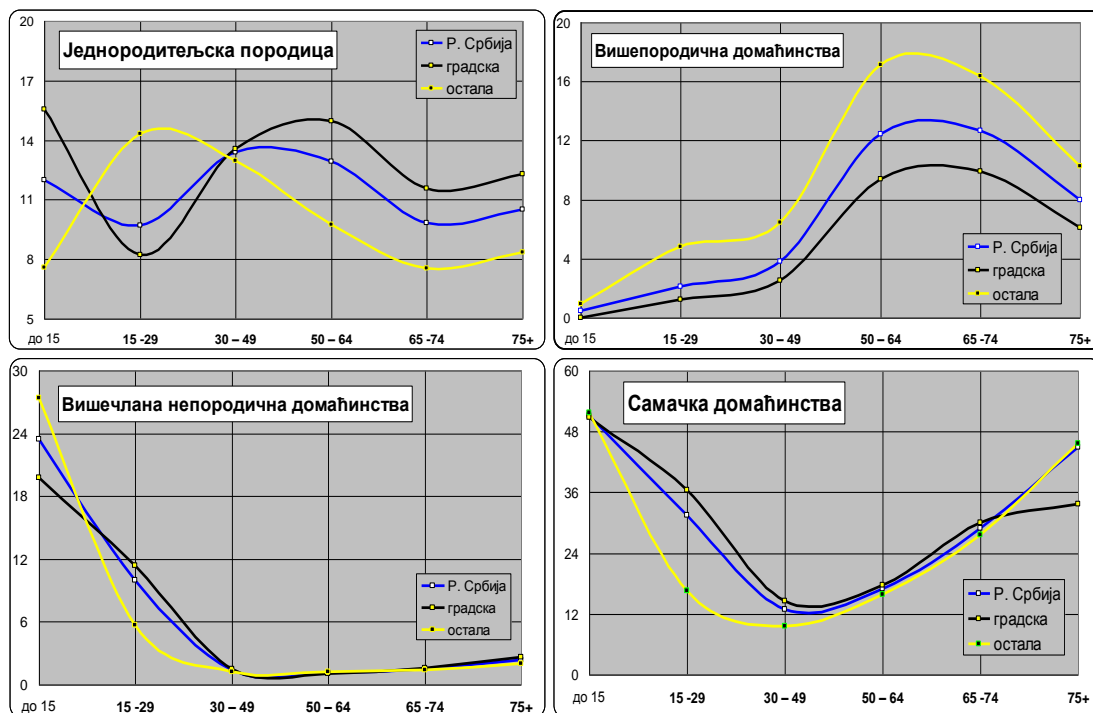 Једнородитељска породица
20
17
14
11
8
5
Р. Србија
градска
остала
до 15 15 -29 30 – 49 50 – 64 65 -74 75+
Вишепородична домаћинства
20
16
12
8
4
0
Р. Србија
градска
остала
до 15 15 -29 30 – 49 50 – 64 65 -74 75+
Вишечлана непородична домаћинства
30
24
18
12
6
0
Р. Србија
градска
остала
до 15 15 -29 30 – 49 50 – 64 65 -74 75+
Самачка домаћинства
60
48
36
24
12
0
Р. Србија
градска
остала
до 15 15 -29 30 – 49 50 – 64 65 -74 75+